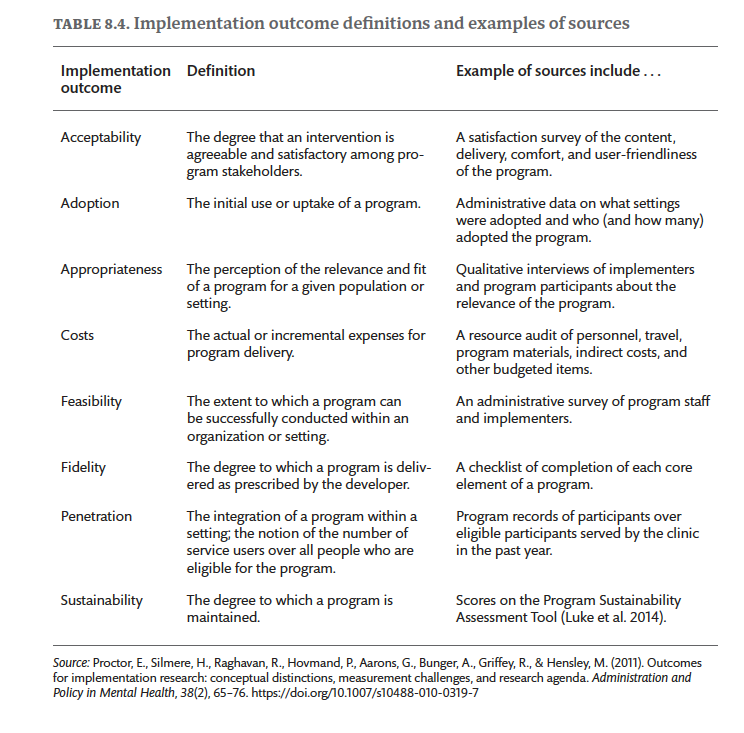 TABLE 8.4. Implementation outcome definitions and examples of sources
Implementation outcome	Definition	Example of sources include . . .
Acceptability	The degree that an intervention is	A satisfaction survey of the content,
agreeable and satisfactory among pro-	delivery, comfort, and user-friendliness
gram stakeholders.	of the program.
Adoption	The initial use or uptake of a program.	Administrative data on what settings
were adopted and who (and how many)
adopted the program.
Appropriateness	The perception of the relevance and fit	Qualitative interviews of implementers
of a program for a given population or	and program participants about the
setting.	relevance of the program.
Costs	The actual or incremental expenses for	A resource audit of personnel, travel,
program delivery.	program materials, indirect costs, and
other budgeted items.
Feasibility	The extent to which a program can	An administrative survey of program staff
be successfully conducted within an	and implementers.
organization or setting.
Fidelity	The degree to which a program is deliv-	A checklist of completion of each core
ered as prescribed by the developer.	element of a program.
Penetration	The integration of a program within a	Program records of participants over
setting; the notion of the number of	eligible participants served by the clinic
service users over all people who are	in the past year.
eligible for the program.
Sustainability	The degree to which a program is	Scores on the Program Sustainability
maintained.	Assessment Tool (Luke et al. 2014).
Source: Proctor, E., Silmere, H., Raghavan, R., Hovmand, P., Aarons, G., Bunger, A., Griffey, R., & Hensley, M. (2011). Outcomes
for implementation research: conceptual distinctions, measurement challenges, and research agenda. Administration and
Policy in Mental Health, 38(2), 65–76. https://doi.org/10.1007/s10488-010-0319-7